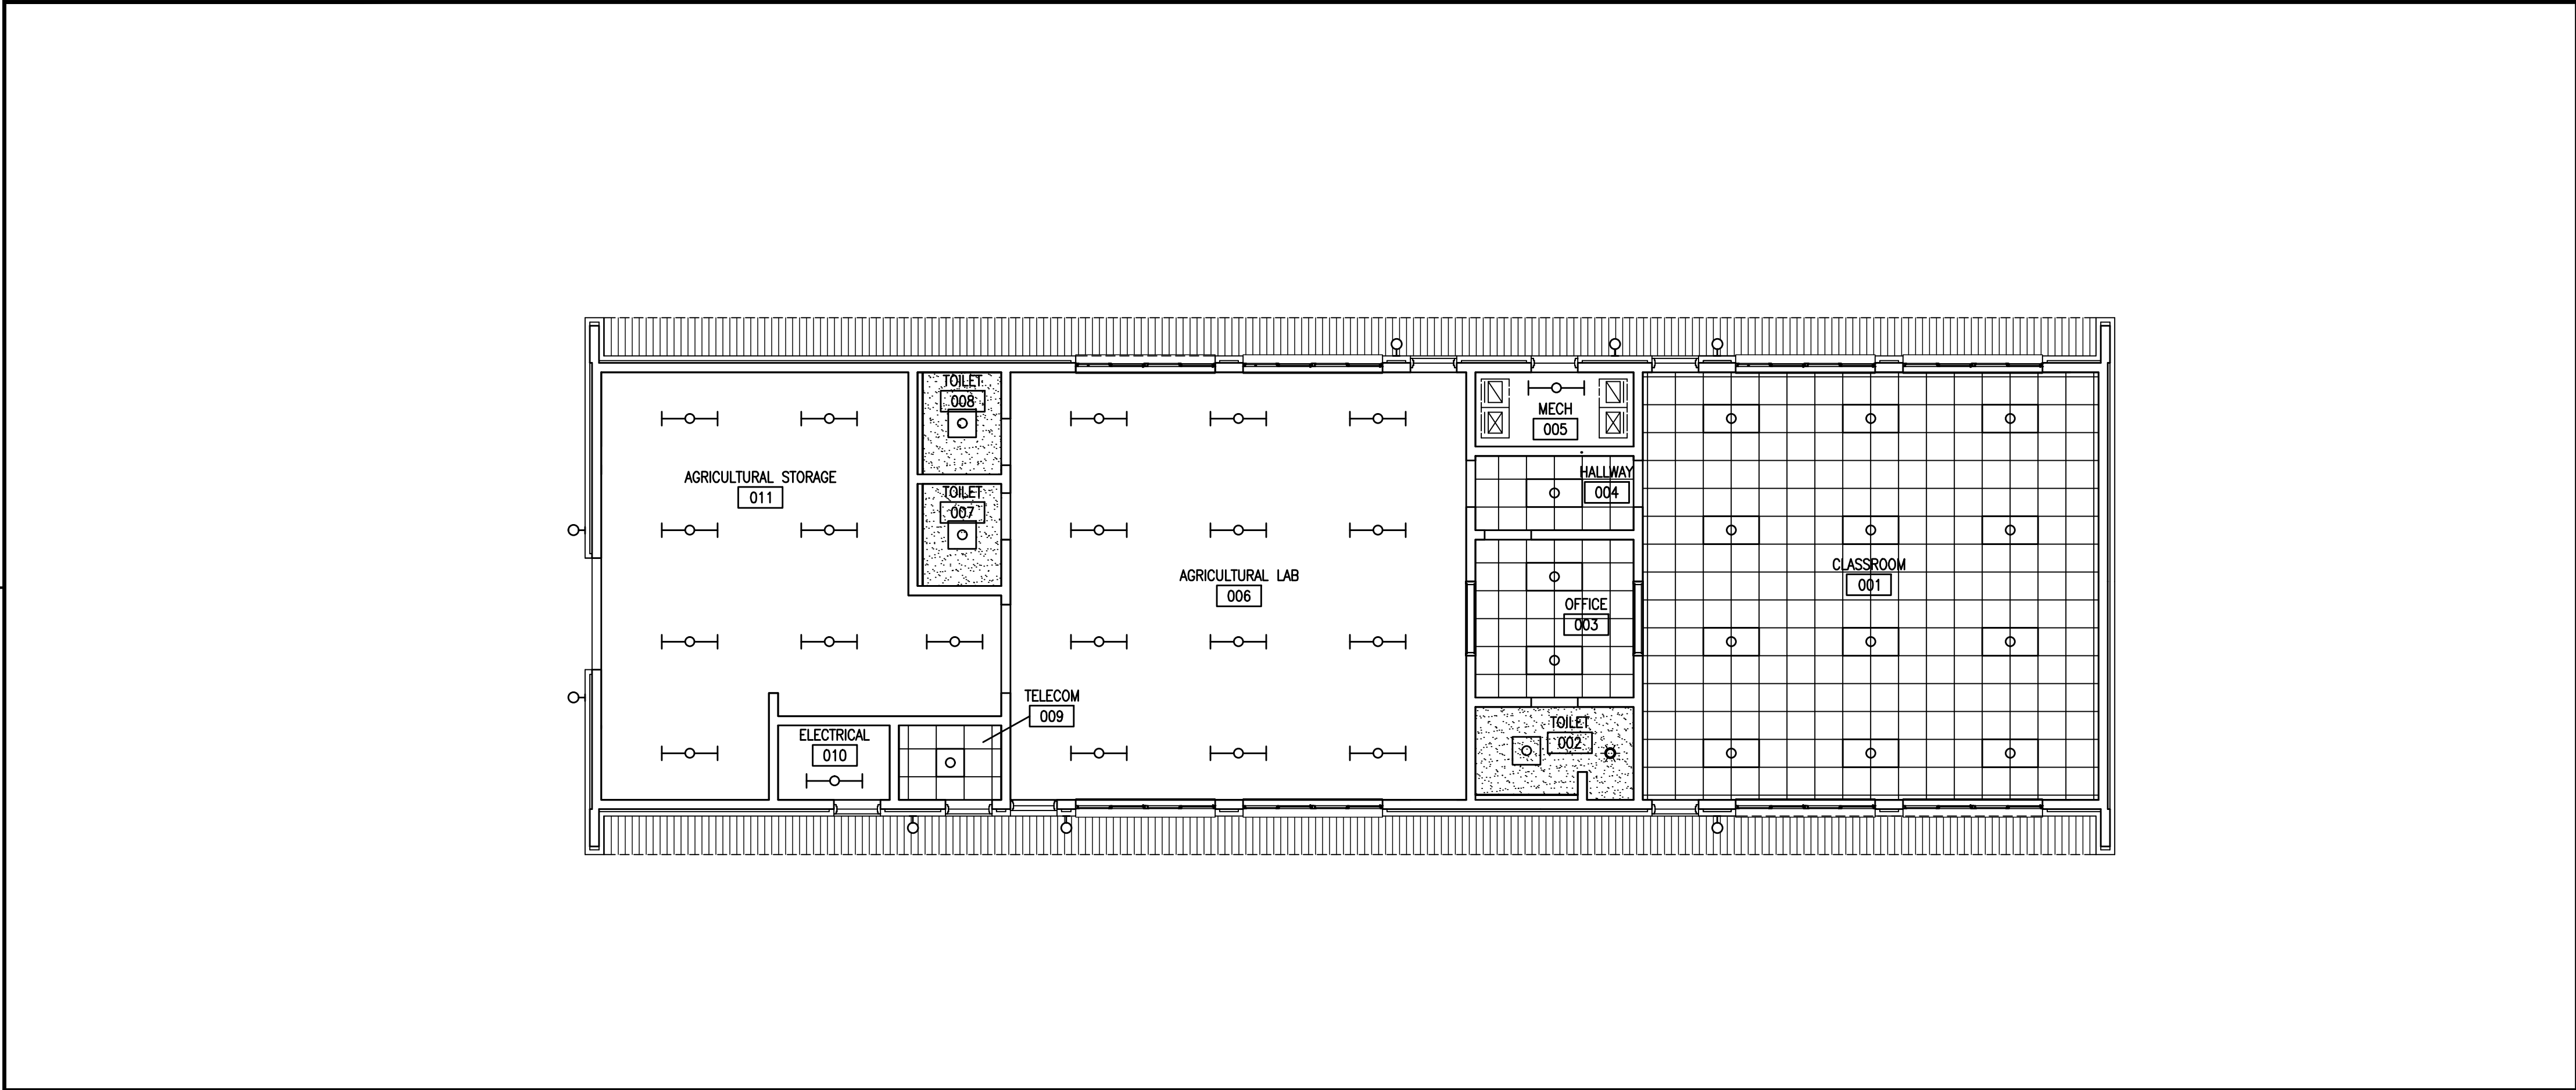 TOILET
008
MECH
005
AGRICULTURAL STORAGE
011
TOILET
007
HALLWAY
004
AGRICULTURAL LAB
006
CLASSROOM
001
OFFICE
003
TELECOM
009
ELECTRICAL
010
TOILET
002